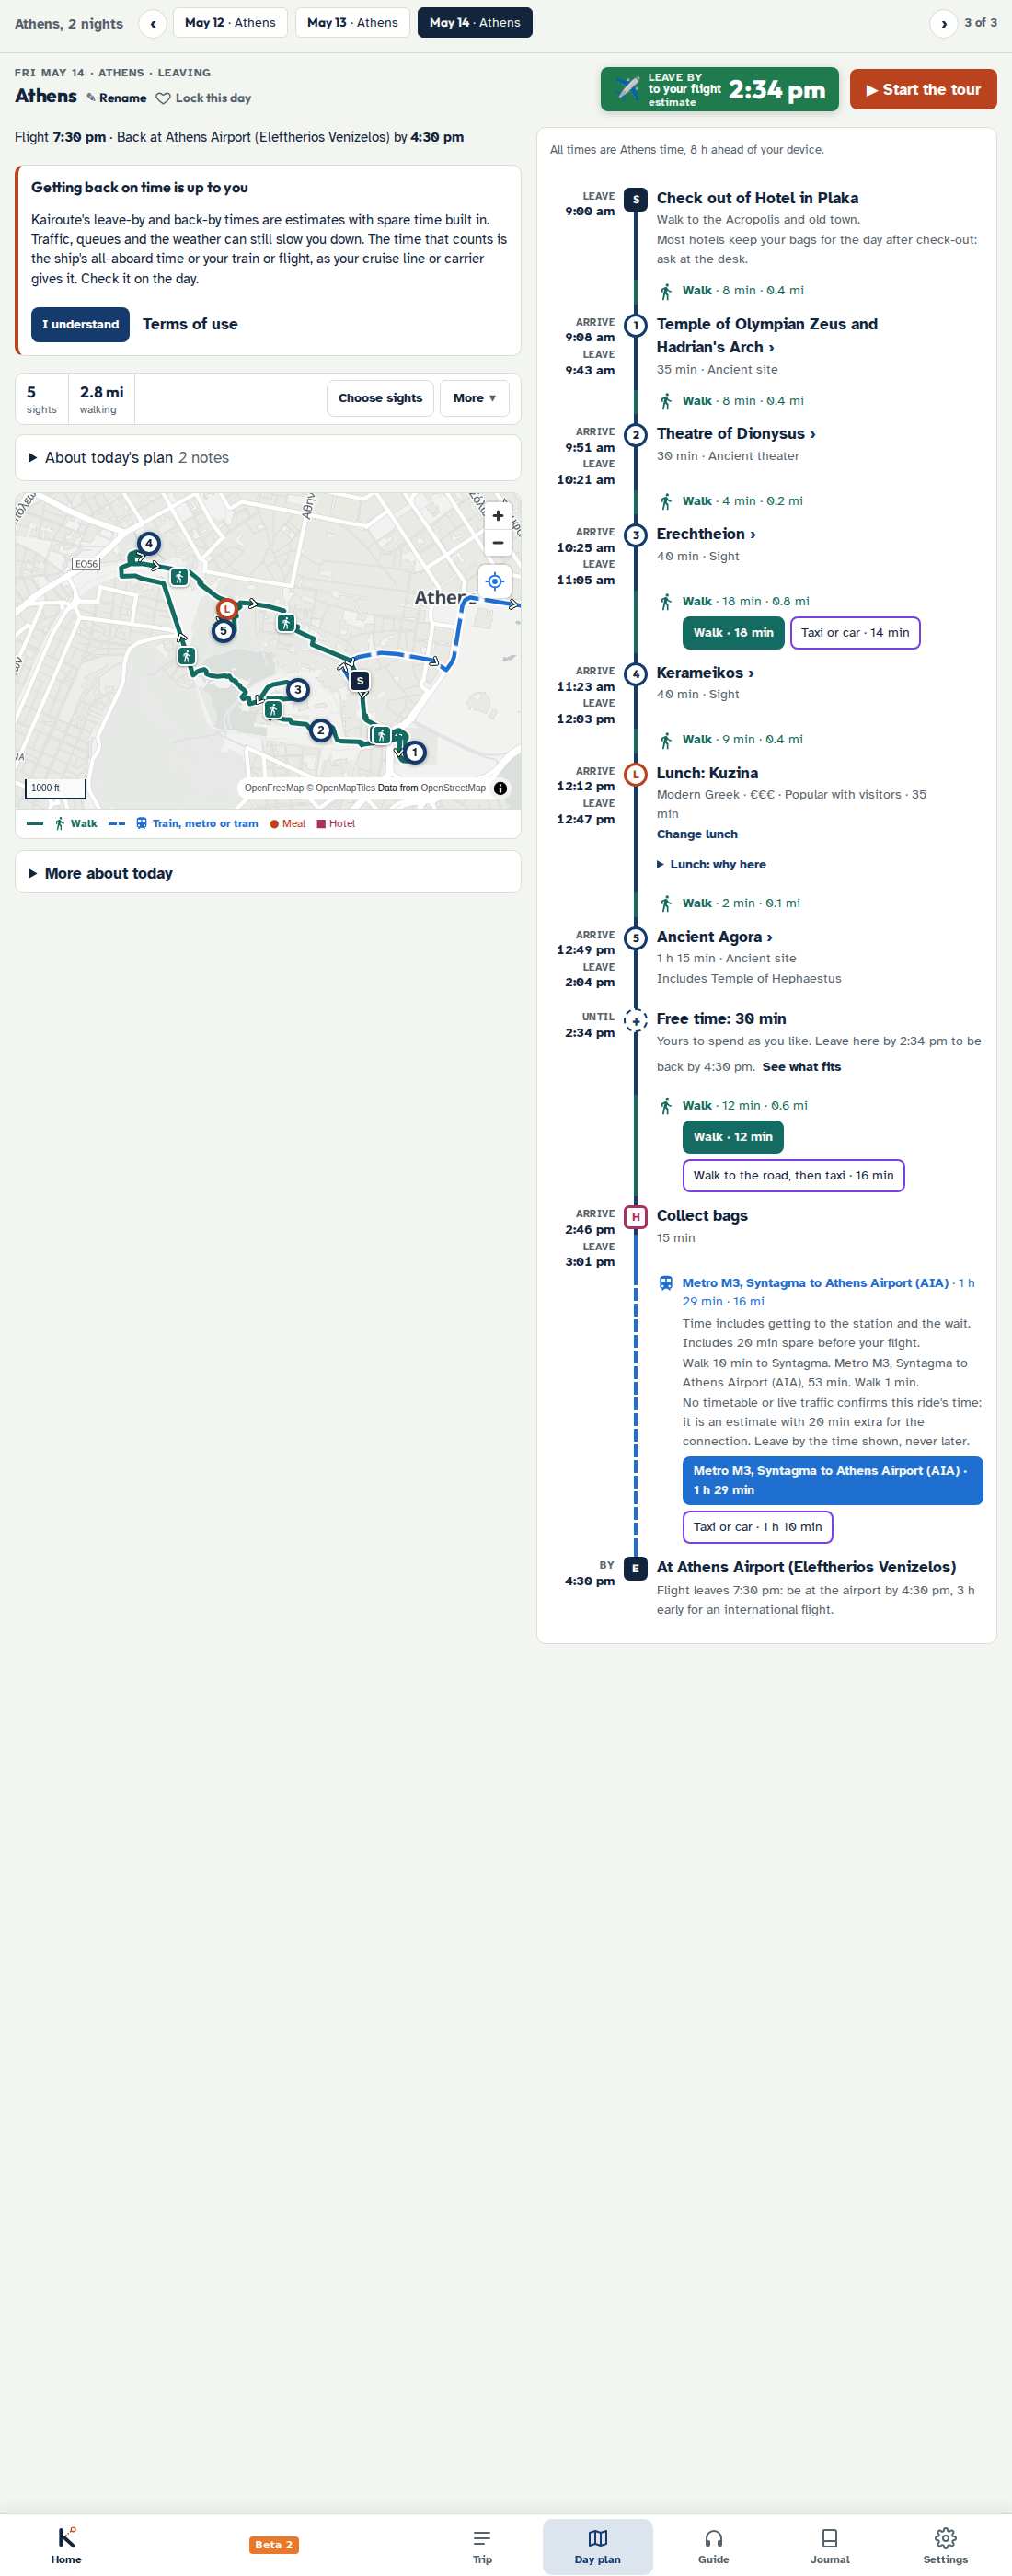 Athens, 2 nights
‹
May 12 · Athens
May 13 · Athens
May 14 · Athens
›
3 of 3
FRI MAY 14 · ATHENS · LEAVING
Athens ✎ Rename Lock this day
LEAVE BY
to your flight
estimate
2:34 pm
▶ Start the tour
Flight 7:30 pm · Back at Athens Airport (Eleftherios Venizelos) by 4:30 pm
Getting back on time is up to you
Kairoute's leave-by and back-by times are estimates with spare time built in.
Traffic, queues and the weather can still slow you down. The time that counts is
the ship's all-aboard time or your train or flight, as your cruise line or carrier
gives it. Check it on the day.
I understand
Terms of use
5
sights
2.8 mi
walking
Choose sights
More ▼
▶ About today's plan 2 notes
EO56
Αθην
Athens
4
L
5
S
3
2
1
+
−
1000 ft
OpenFreeMap © OpenMapTiles Data from OpenStreetMap
Walk
Train, metro or tram
Meal
Hotel
▶ More about today
All times are Athens time, 8 h ahead of your device.
LEAVE
9:00 am
S
Check out of Hotel in Plaka
Walk to the Acropolis and old town.
Most hotels keep your bags for the day after check-out:
ask at the desk.
Walk · 8 min · 0.4 mi
ARRIVE
9:08 am
LEAVE
9:43 am
1
Temple of Olympian Zeus and
Hadrian's Arch ›
35 min · Ancient site
Walk · 8 min · 0.4 mi
ARRIVE
9:51 am
LEAVE
10:21 am
2
Theatre of Dionysus ›
30 min · Ancient theater
Walk · 4 min · 0.2 mi
ARRIVE
10:25 am
LEAVE
11:05 am
3
Erechtheion ›
40 min · Sight
Walk · 18 min · 0.8 mi
Walk · 18 min
Taxi or car · 14 min
ARRIVE
11:23 am
LEAVE
12:03 pm
4
Kerameikos ›
40 min · Sight
Walk · 9 min · 0.4 mi
ARRIVE
12:12 pm
LEAVE
12:47 pm
L
Lunch: Kuzina
Modern Greek · €€€ · Popular with visitors · 35
min
Change lunch
▶ Lunch: why here
Walk · 2 min · 0.1 mi
ARRIVE
12:49 pm
LEAVE
2:04 pm
5
Ancient Agora ›
1 h 15 min · Ancient site
Includes Temple of Hephaestus
UNTIL
2:34 pm
+
Free time: 30 min
Yours to spend as you like. Leave here by 2:34 pm to be
back by 4:30 pm. See what fits
Walk · 12 min · 0.6 mi
Walk · 12 min
Walk to the road, then taxi · 16 min
ARRIVE
2:46 pm
LEAVE
3:01 pm
H
Collect bags
15 min
Metro M3, Syntagma to Athens Airport (AIA) · 1 h
29 min · 16 mi
Time includes getting to the station and the wait.
Includes 20 min spare before your flight.
Walk 10 min to Syntagma. Metro M3, Syntagma to
Athens Airport (AIA), 53 min. Walk 1 min.
No timetable or live traffic confirms this ride's time:
it is an estimate with 20 min extra for the
connection. Leave by the time shown, never later.
Metro M3, Syntagma to Athens Airport (AIA) ·
1 h 29 min
Taxi or car · 1 h 10 min
BY
4:30 pm
E
At Athens Airport (Eleftherios Venizelos)
Flight leaves 7:30 pm: be at the airport by 4:30 pm, 3 h
early for an international flight.
Home
Beta 2
Trip
Day plan
Guide
Journal
Settings